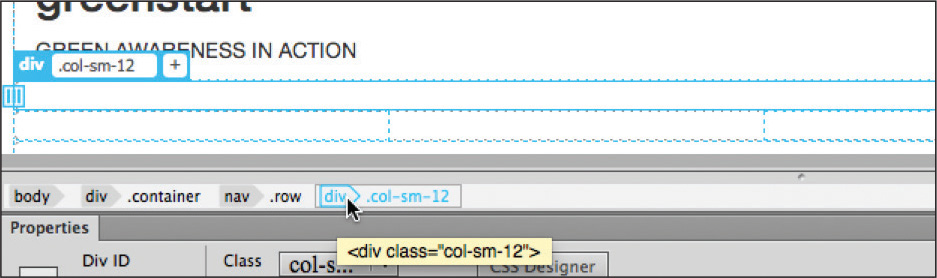 greenstart
GREEN AWARENESS IN ACTION
div .col-sm-12 +
body div .container nav .row div .col-sm-12
Properties
<div class="col-sm-12">
Div ID Class col-s... CSS Designer